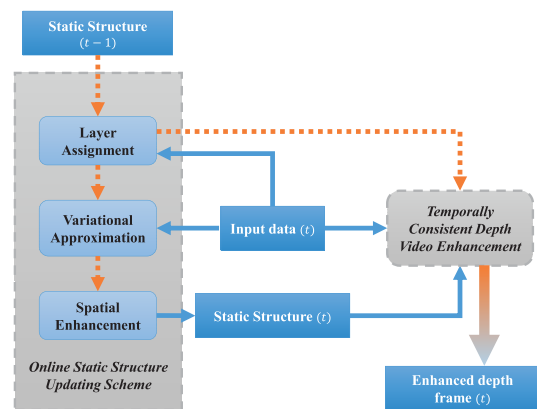 Static Structure
(t − 1)
Layer
Assignment
Variational
Approximation
Input data (t)
Temporally
Consistent Depth
Video Enhancement
Spatial
Enhancement
Static Structure (t)
Online Static Structure
Updating Scheme
Enhanced depth
frame (t)